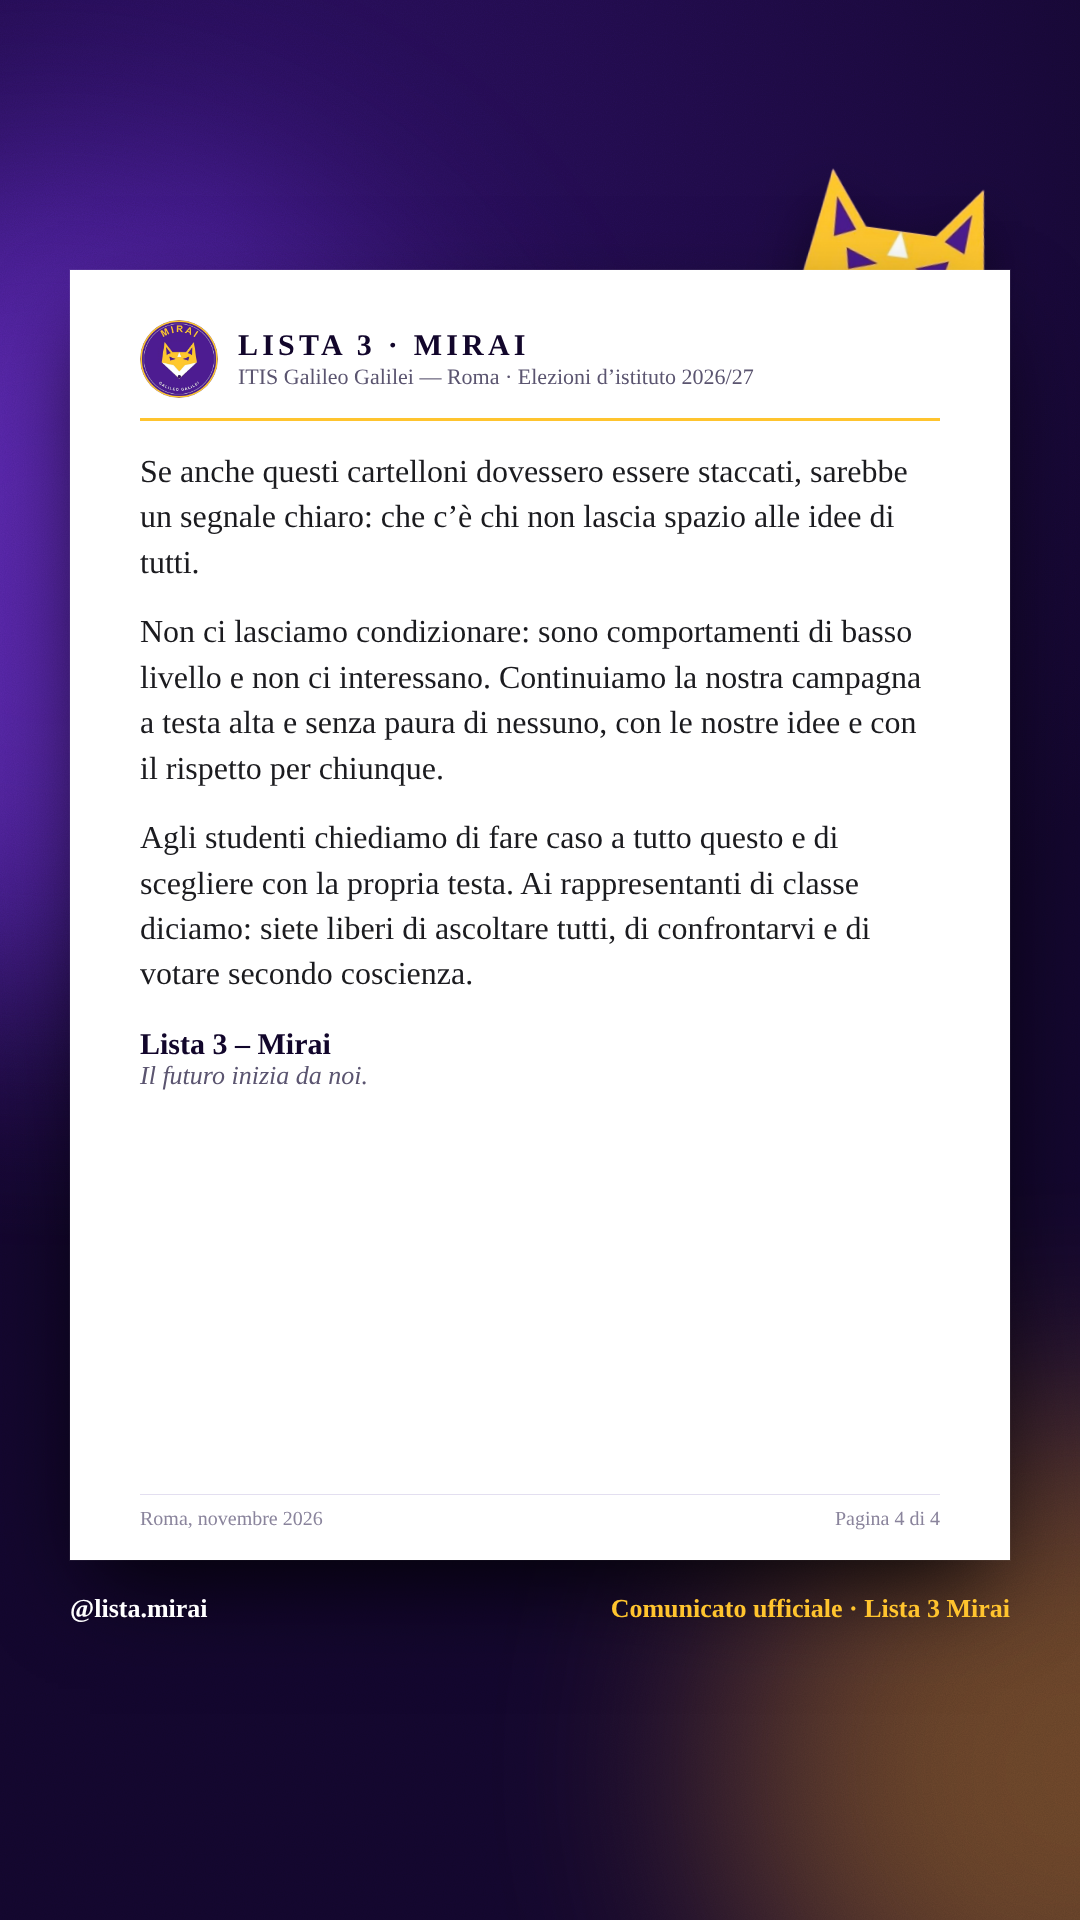 MIRAI
GALILEO GALILEI
LISTA 3 · MIRAI
ITIS Galileo Galilei — Roma · Elezioni d’istituto 2026/27
Se anche questi cartelloni dovessero essere staccati, sarebbe
un segnale chiaro: che c’è chi non lascia spazio alle idee di
tutti.
Non ci lasciamo condizionare: sono comportamenti di basso
livello e non ci interessano. Continuiamo la nostra campagna
a testa alta e senza paura di nessuno, con le nostre idee e con
il rispetto per chiunque.
Agli studenti chiediamo di fare caso a tutto questo e di
scegliere con la propria testa. Ai rappresentanti di classe
diciamo: siete liberi di ascoltare tutti, di confrontarvi e di
votare secondo coscienza.
Lista 3 – Mirai
Il futuro inizia da noi.
Roma, novembre 2026
Pagina 4 di 4
@lista.mirai
Comunicato ufficiale · Lista 3 Mirai